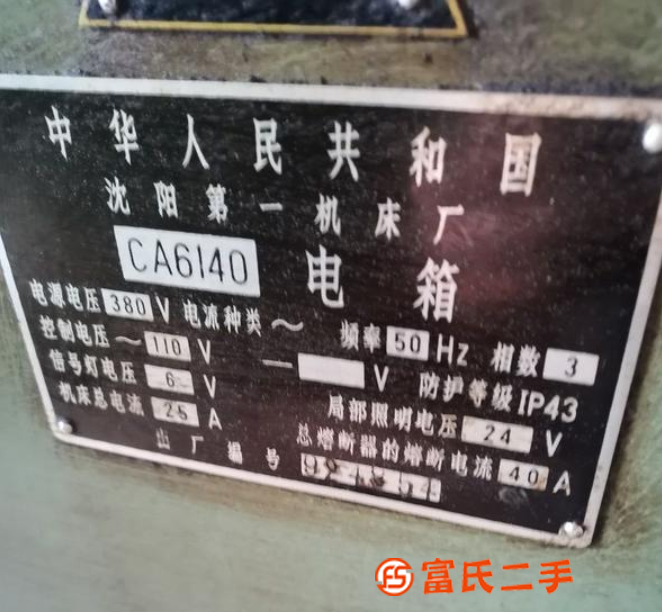 中华人民共和国
沈阳第一机床厂
CA6140 电箱
电源电压 380 V 电流种类 ~ 频率 50 Hz 相数 3
控制电压 ~ 110 V — V 防护等级 IP43
信号灯电压 6 V 局部照明电压 24 V
机床总电流 25 A 总熔断器的熔断电流 40 A
出厂编号
富氏二手